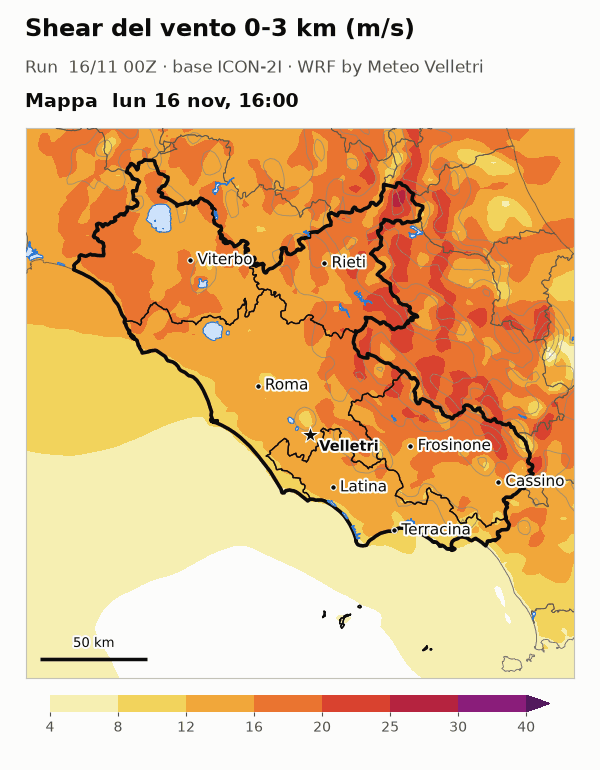 Shear del vento 0-3 km (m/s)
Run  16/11 00Z · base ICON-2I · WRF by Meteo Velletri
Mappa  lun 16 nov, 16:00
Viterbo
Rieti
Roma
Velletri
Frosinone
Latina
Cassino
Terracina
50 km
4 8 12 16 20 25 30 40